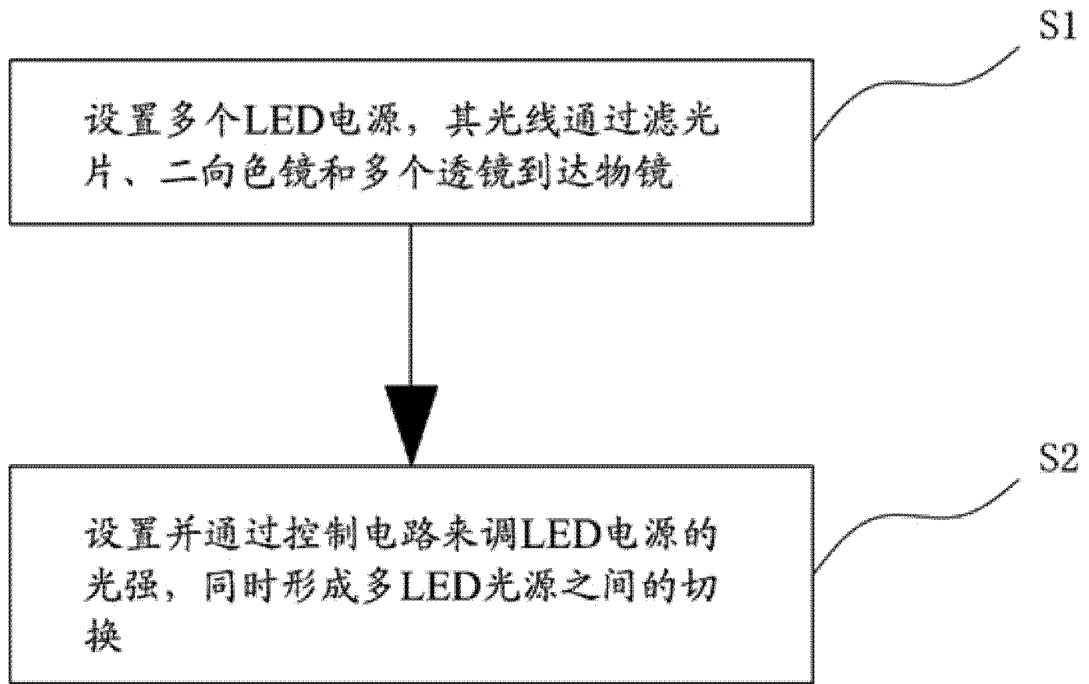 S1
设置多个LED电源，其光线通过滤光
片、二向色镜和多个透镜到达物镜
S2
设置并通过控制电路来调LED电源的
光强，同时形成多LED光源之间的切
换